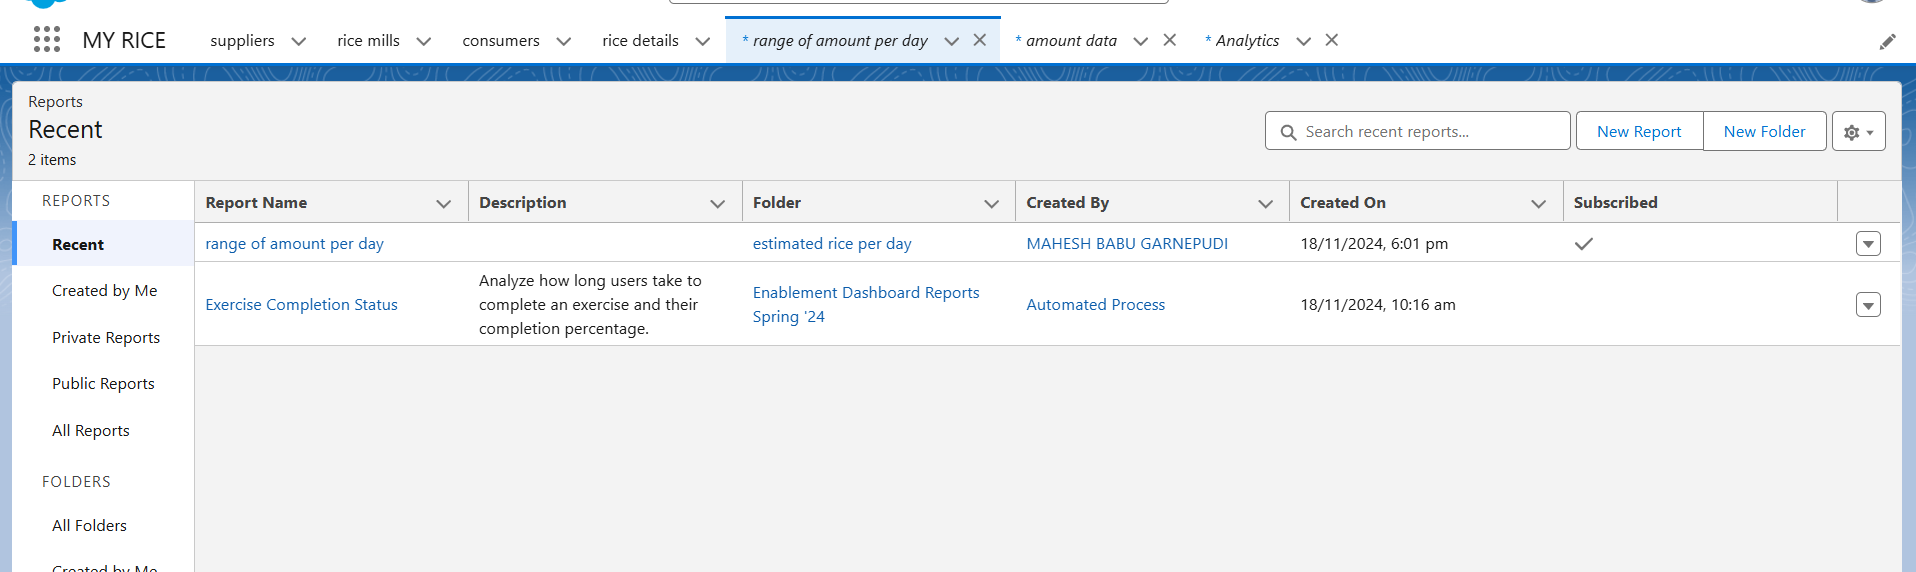 MY RICE suppliers rice mills consumers rice details * range of amount per day * amount data * Analytics
Reports
Recent
2 items
Search recent reports... New Report New Folder
REPORTS
Recent
Created by Me
Private Reports
Public Reports
All Reports
FOLDERS
All Folders
Created by Me
Report Name Description Folder Created By Created On Subscribed
range of amount per day estimated rice per day MAHESH BABU GARNEPUDI 18/11/2024, 6:01 pm
Exercise Completion Status
Analyze how long users take to
complete an exercise and their
completion percentage.
Enablement Dashboard Reports
Spring '24
Automated Process
18/11/2024, 10:16 am